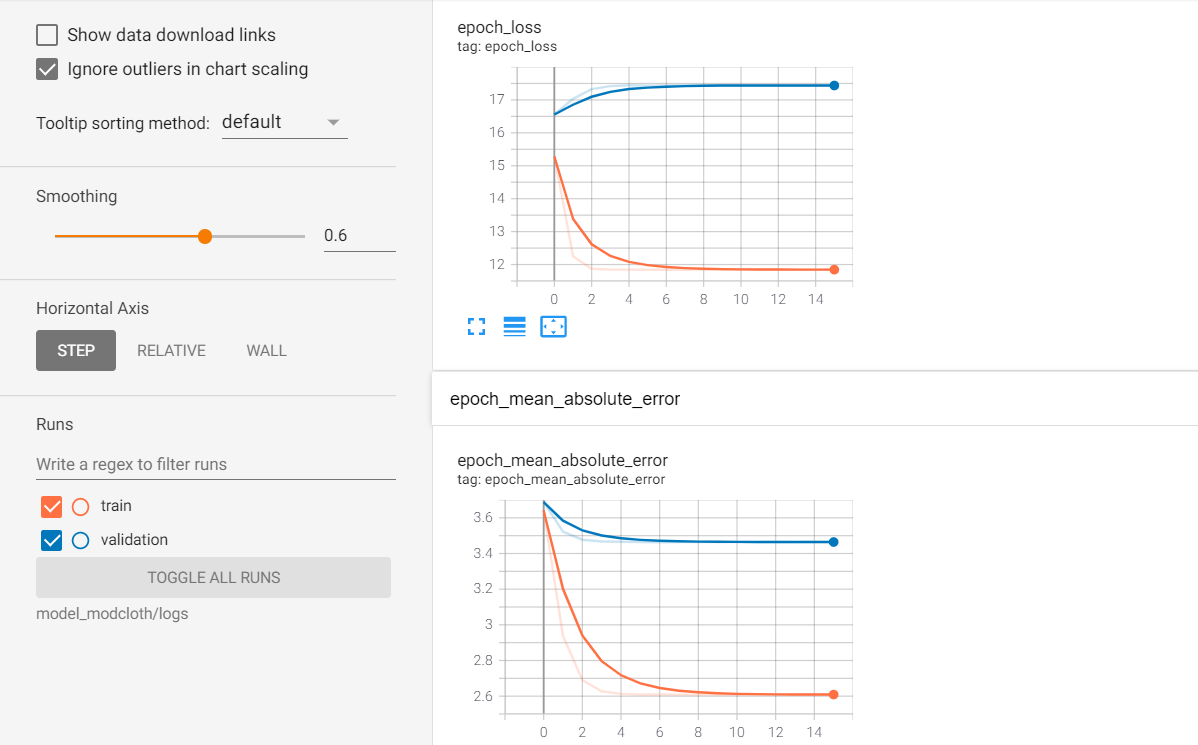 Show data download links
Ignore outliers in chart scaling
Tooltip sorting method: default
Smoothing
0.6
Horizontal Axis
STEP RELATIVE WALL
Runs
Write a regex to filter runs
train
validation
TOGGLE ALL RUNS
model_modcloth/logs
epoch_loss
tag: epoch_loss
17
16
15
14
13
12
0 2 4 6 8 10 12 14
epoch_mean_absolute_error
epoch_mean_absolute_error
tag: epoch_mean_absolute_error
3.6
3.4
3.2
3
2.8
2.6
0 2 4 6 8 10 12 14